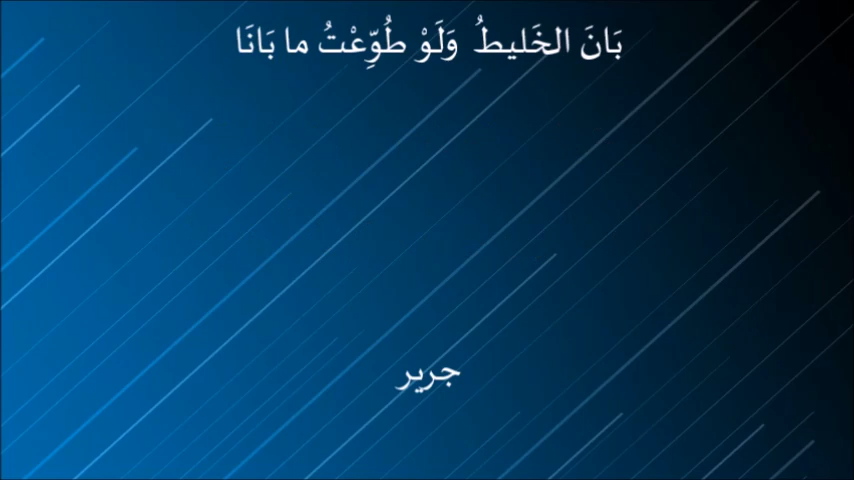 بَانَ الخَليطُ وَلَوْ طُوِّعْتُ ما بَانَا
جرير